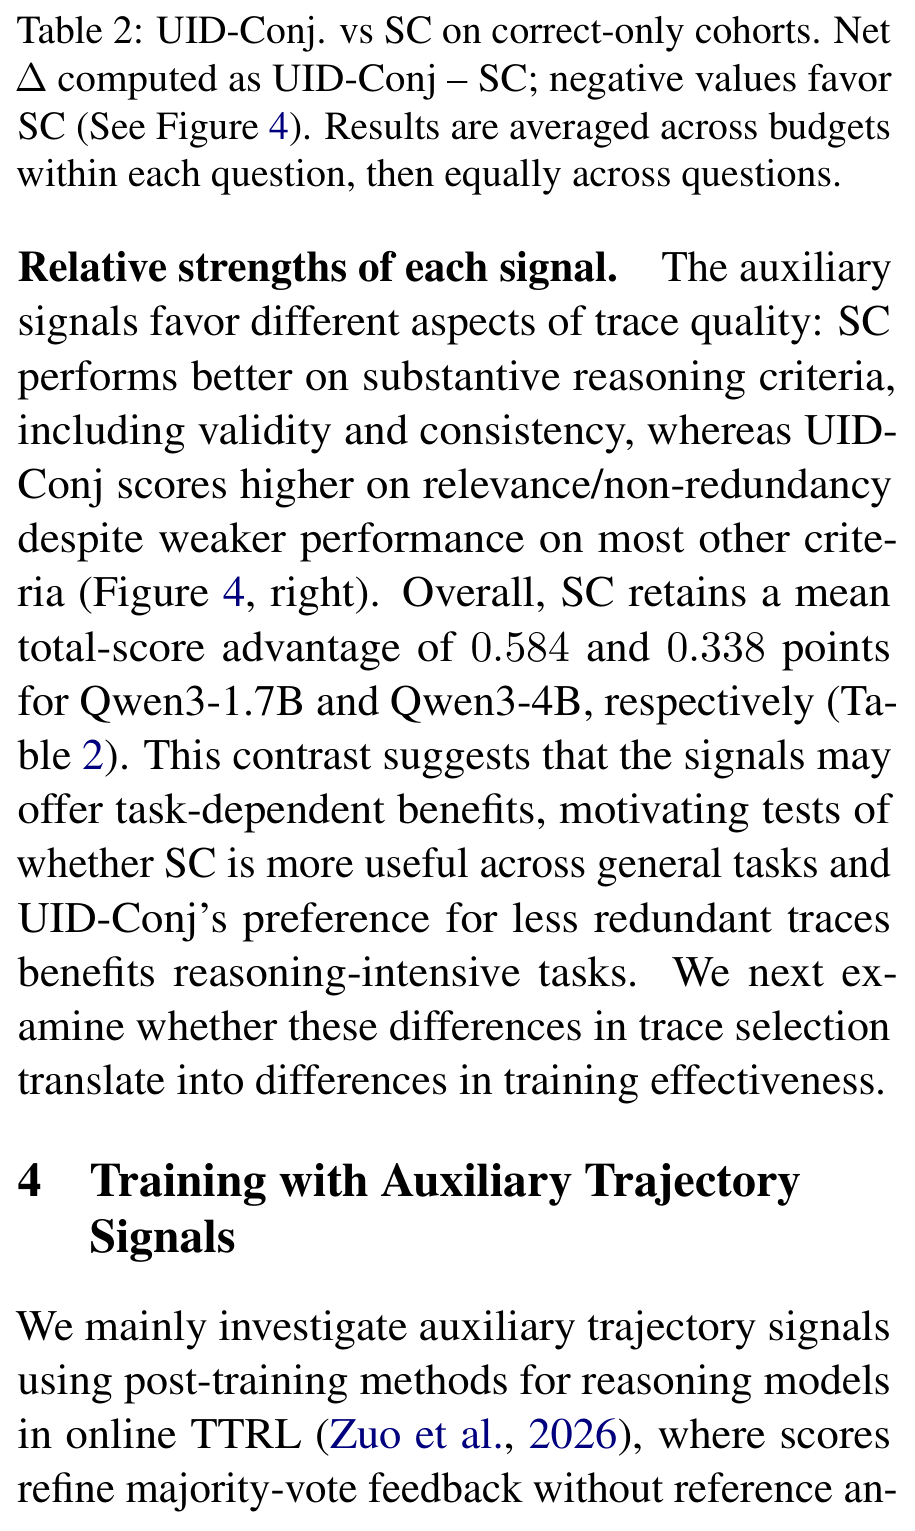 Table 2: UID-Conj. vs SC on correct-only cohorts. Net
Δ computed as UID-Conj – SC; negative values favor
SC (See Figure 4). Results are averaged across budgets
within each question, then equally across questions.
Relative strengths of each signal. The auxiliary
signals favor different aspects of trace quality: SC
performs better on substantive reasoning criteria,
including validity and consistency, whereas UID-
Conj scores higher on relevance/non-redundancy
despite weaker performance on most other crite-
ria (Figure 4, right). Overall, SC retains a mean
total-score advantage of 0.584 and 0.338 points
for Qwen3-1.7B and Qwen3-4B, respectively (Ta-
ble 2). This contrast suggests that the signals may
offer task-dependent benefits, motivating tests of
whether SC is more useful across general tasks and
UID-Conj's preference for less redundant traces
benefits reasoning-intensive tasks. We next ex-
amine whether these differences in trace selection
translate into differences in training effectiveness.
4 Training with Auxiliary Trajectory
Signals
We mainly investigate auxiliary trajectory signals
using post-training methods for reasoning models
in online TTRL (Zuo et al., 2026), where scores
refine majority-vote feedback without reference an-